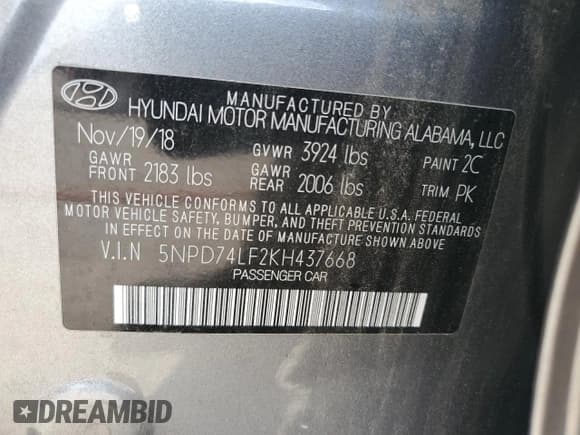 MANUFACTURED BY
HYUNDAI MOTOR MANUFACTURING ALABAMA, LLC
Nov/19/18 GVWR 3924 lbs PAINT 2C
GAWR FRONT 2183 lbs GAWR REAR 2006 lbs TRIM PK
THIS VEHICLE CONFORMS TO ALL APPLICABLE U.S.A. FEDERAL
MOTOR VEHICLE SAFETY, BUMPER, AND THEFT PREVENTION STANDARDS
IN EFFECT ON THE DATE OF MANUFACTURE SHOWN ABOVE.
V.I.N 5NPD74LF2KH437668
PASSENGER CAR
DREAMBID